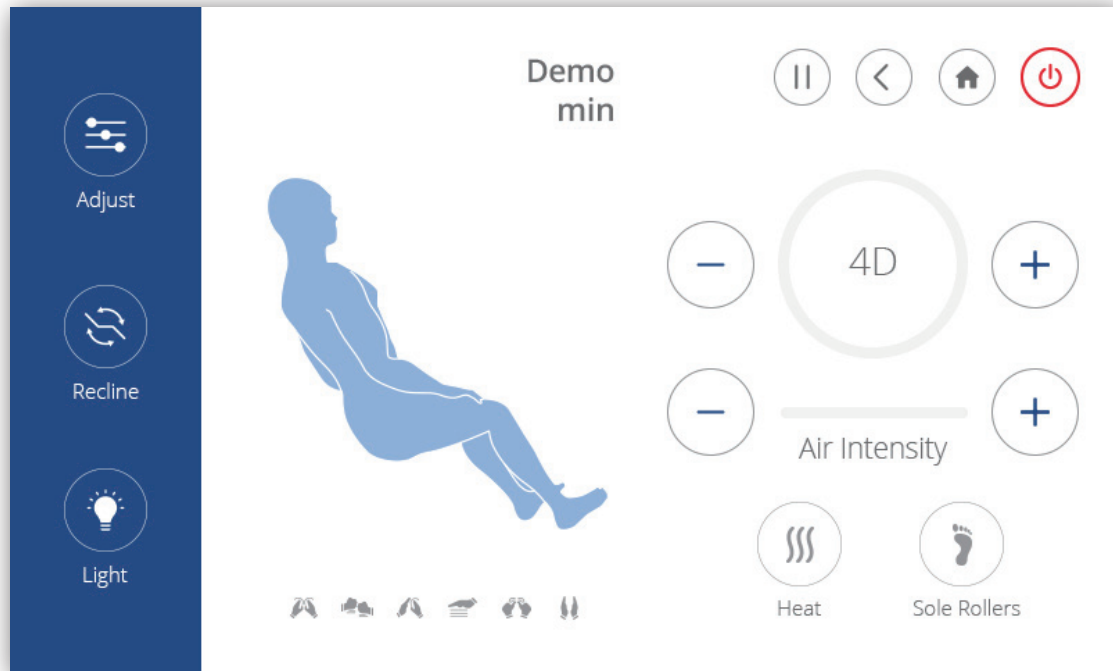 Demo
min
Adjust
Recline
Light
4D
Air Intensity
Heat
Sole Rollers